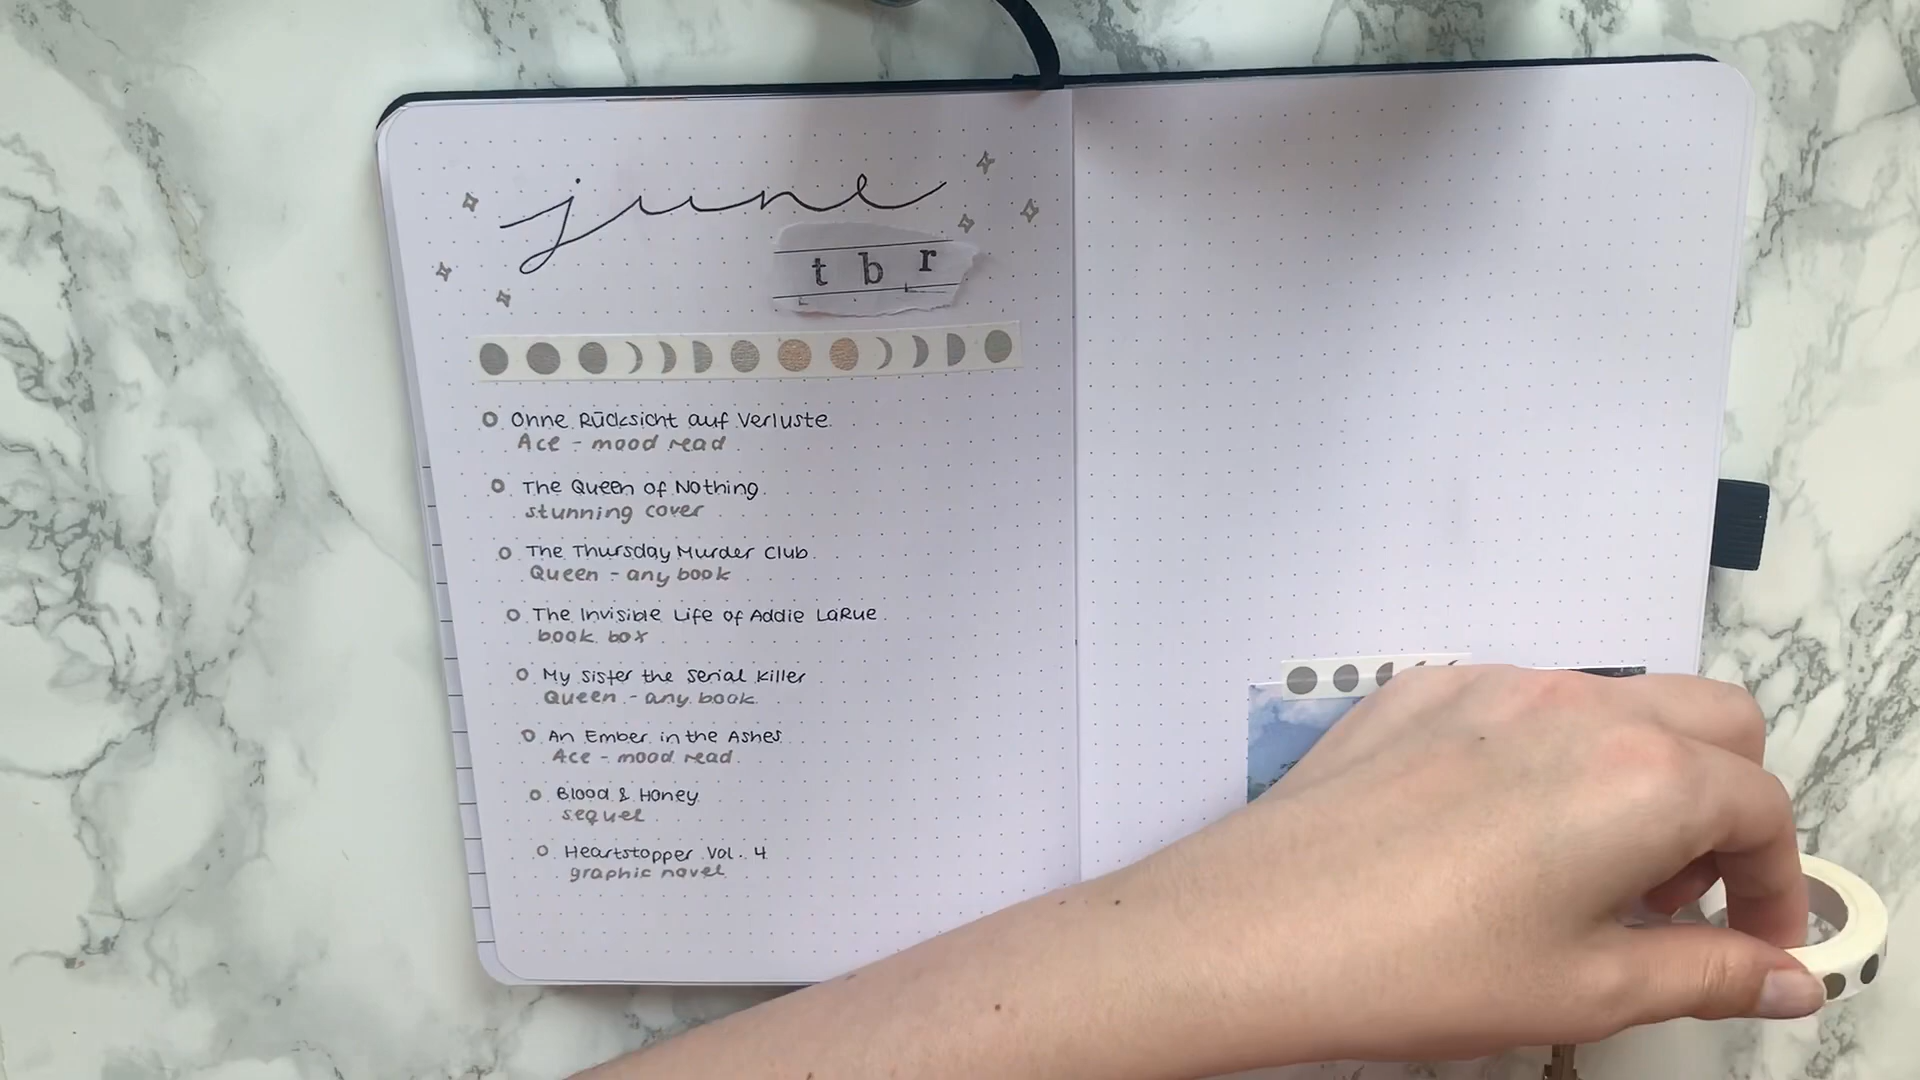 june
t b r
Ohne Rücksicht auf Verluste
Ace - mood read
The Queen of Nothing
stunning cover
The Thursday Murder Club
Queen - any book
The Invisible Life of Addie LaRue
book box
My sister the serial killer
Queen - any book
An Ember in the Ashes
Ace - mood read
Blood & Honey
sequel
Heartstopper Vol. 4
graphic novel